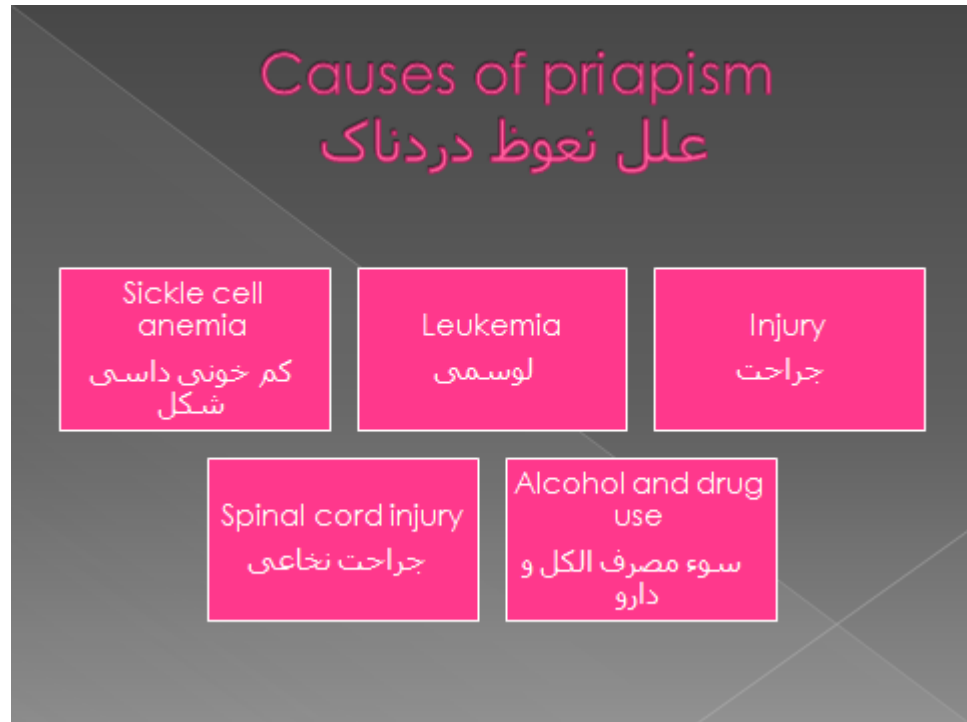 Causes of priapism
علل نعوظ دردناک
Sickle cell
anemia
کم خونی داسی
شکل
Leukemia
لوسمی
Injury
جراحت
Spinal cord injury
جراحت نخاعی
Alcohol and drug
use
سوء مصرف الکل و
دارو